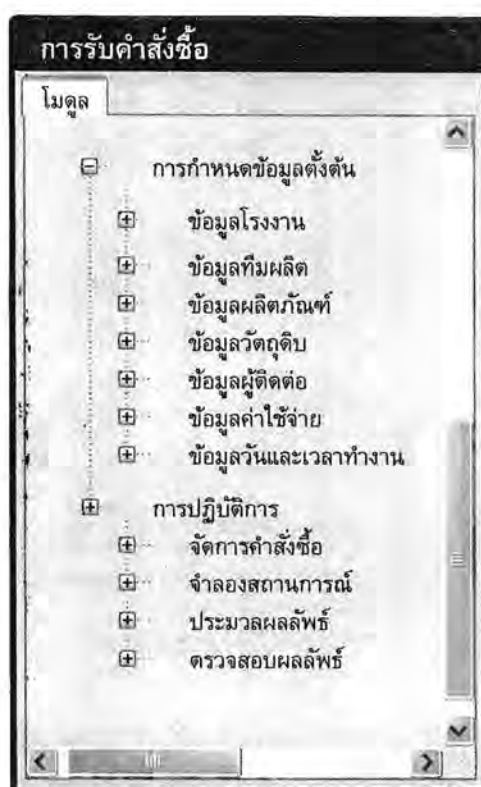 การรับคำสั่งซื้อ
โมดูล
การกำหนดข้อมูลตั้งต้น
ข้อมูลโรงงาน
ข้อมูลทีมผลิต
ข้อมูลผลิตภัณฑ์
ข้อมูลวัตถุดิบ
ข้อมูลผู้ติดต่อ
ข้อมูลค่าใช้จ่าย
ข้อมูลวันและเวลาทำงาน
การปฏิบัติการ
จัดการคำสั่งซื้อ
จำลองสถานการณ์
ประมวลผลลัพธ์
ตรวจสอบผลลัพธ์